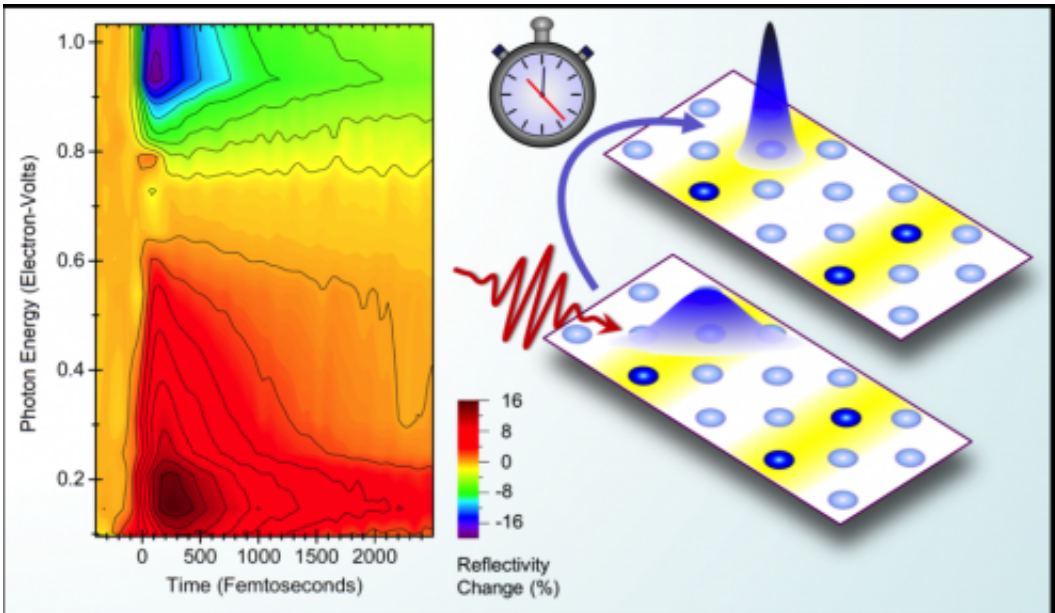 Photon Energy (Electron-Volts)
1.0
0.8
0.6
0.4
0.2
0 500 1000 1500 2000
Time (Femtoseconds)
16
8
0
-8
-16
Reflectivity
Change (%)